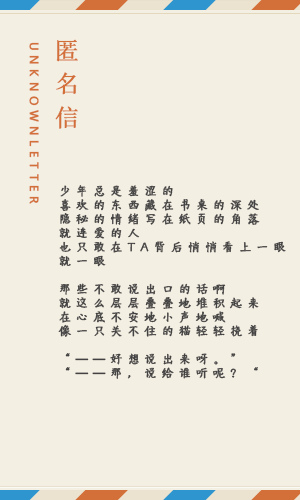 匿名信
UNKNOWNLETTER
少年总是羞涩的
喜欢的东西藏在书桌的深处
隐秘的情绪写在纸页的角落
就连爱的人
也只敢在TA背后悄悄看上一眼
就一眼
那些不敢说出口的话啊
就这么层层叠叠地堆积起来
在心底不安地小声地喊
像一只关不住的猫轻轻挠着
“——好想说出来呀。”
“——那，说给谁听呢？“